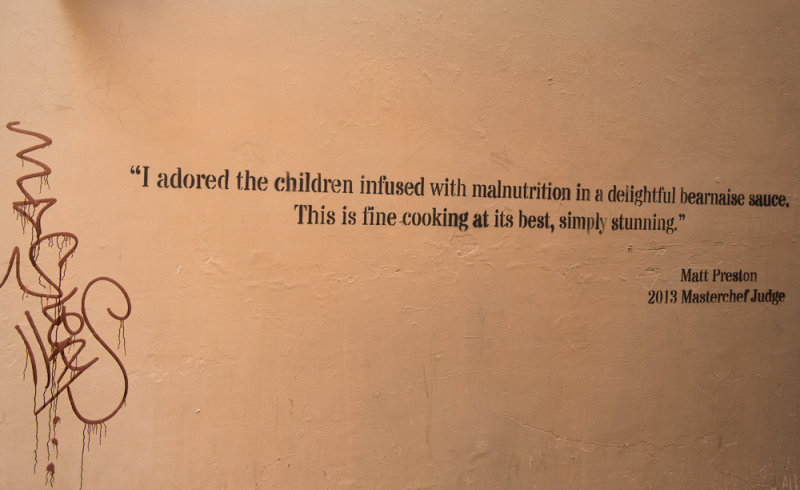 “I adored the children infused with malnutrition in a delightful bearnaise sauce.
This is fine cooking at its best, simply stunning.”
Matt Preston
2013 Masterchef Judge